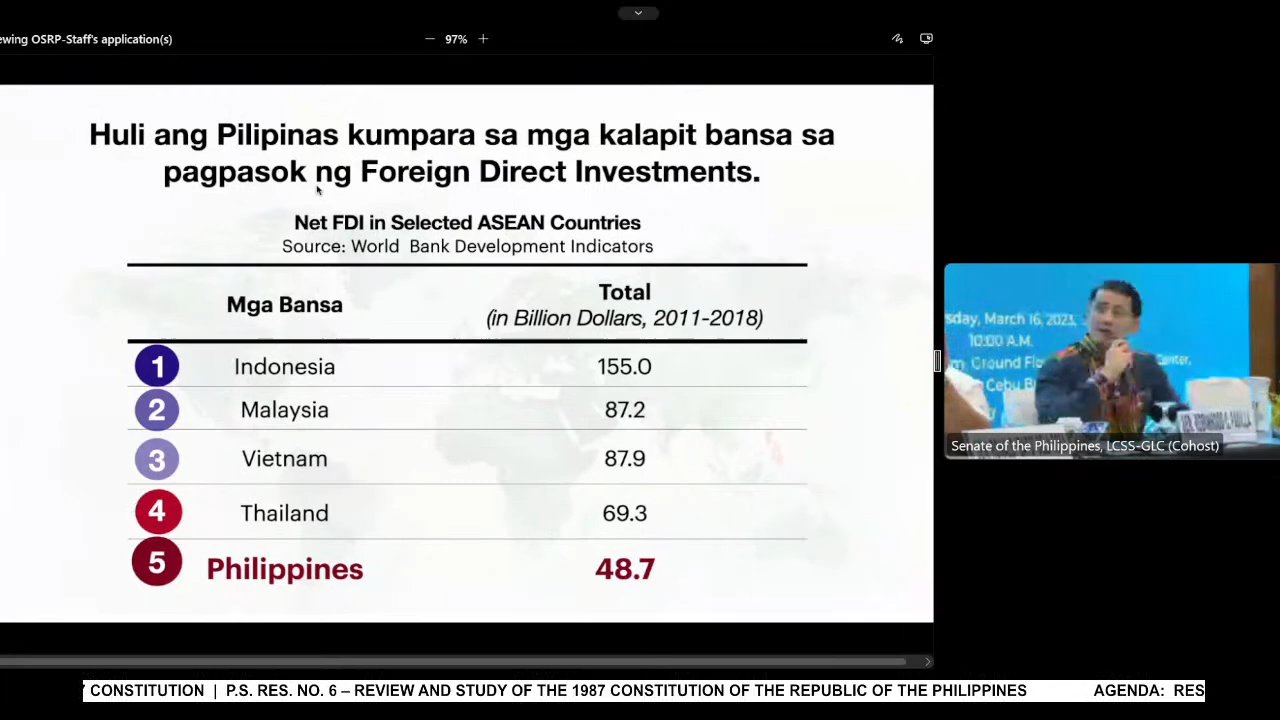 ewing OSRP-Staff's application(s)
97%
Huli ang Pilipinas kumpara sa mga kalapit bansa sa
pagpasok ng Foreign Direct Investments.
Net FDI in Selected ASEAN Countries
Source: World Bank Development Indicators
Mga Bansa
Total
(in Billion Dollars, 2011-2018)
1 Indonesia 155.0
2 Malaysia 87.2
3 Vietnam 87.9
4 Thailand 69.3
5 Philippines 48.7
sday, March 16, 2023,
10:00 A.M.
Ground
Center,
Cebu
Senate of the Philippines, LCSS-GLC (Cohost)
CONSTITUTION | P.S. RES. NO. 6 – REVIEW AND STUDY OF THE 1987 CONSTITUTION OF THE REPUBLIC OF THE PHILIPPINES AGENDA: RES